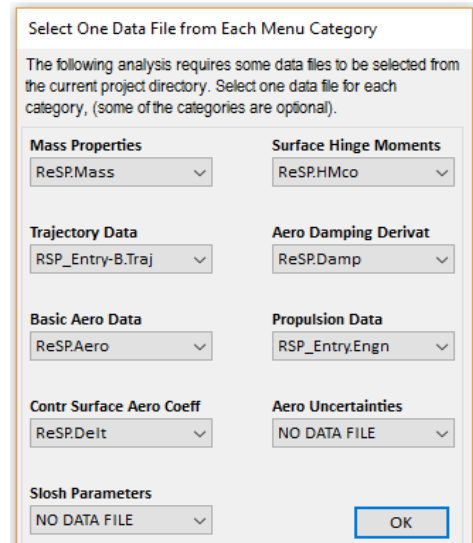 Select One Data File from Each Menu Category
The following analysis requires some data files to be selected from
the current project directory. Select one data file for each
category, (some of the categories are optional).
Mass Properties
ReSP.Mass
Surface Hinge Moments
ReSP.HMco
Trajectory Data
RSP_Entry-B.Traj
Aero Damping Derivat
ReSP.Damp
Basic Aero Data
ReSP.Aero
Propulsion Data
RSP_Entry.Engn
Contr Surface Aero Coeff
ReSP.Delt
Aero Uncertainties
NO DATA FILE
Slosh Parameters
NO DATA FILE
OK